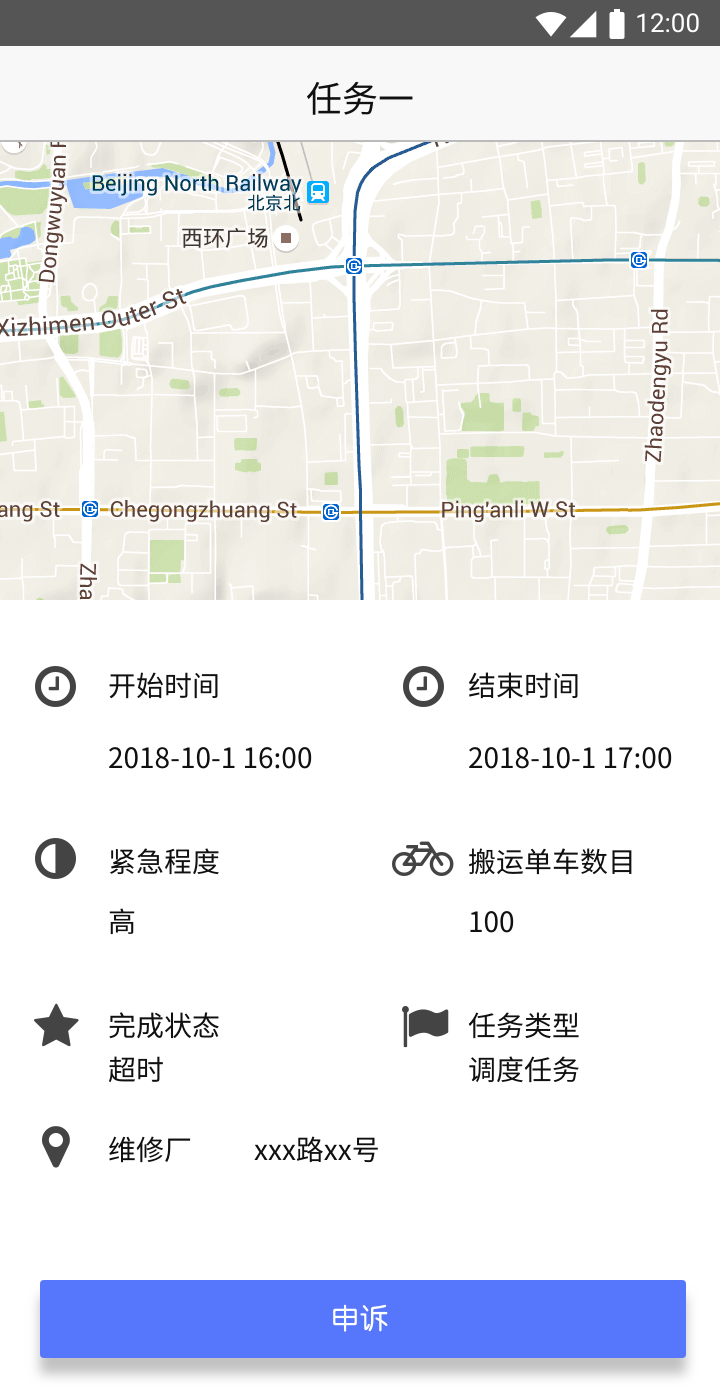 12:00
任务一
Dongwuyuan R
Beijing North Railway
北京北
西环广场
Xizhimen Outer St
Zhaodengyu Rd
ang St
Chegongzhuang St
Ping'anli W St
Zha
开始时间
结束时间
2018-10-1 16:00
2018-10-1 17:00
紧急程度
搬运单车数目
高
100
完成状态
任务类型
超时
调度任务
维修厂
xxx路xx号
申诉